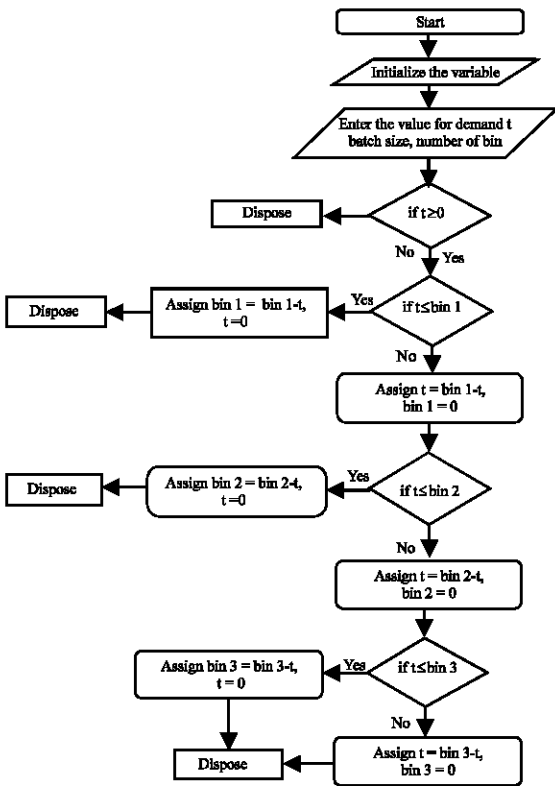 Start
Initialize the variable
Enter the value for demand t
batch size, number of bin
if t≥0
Dispose
No
Yes
if t≤bin 1
Yes
Assign bin 1 = bin 1-t,
t =0
Dispose
No
Assign t = bin 1-t,
bin 1 = 0
if t≤bin 2
Yes
Assign bin 2 = bin 2-t,
t=0
Dispose
No
Assign t = bin 2-t,
bin 2 = 0
if t≤bin 3
Yes
Assign bin 3 = bin 3-t,
t = 0
No
Assign t = bin 3-t,
bin 3 = 0
Dispose